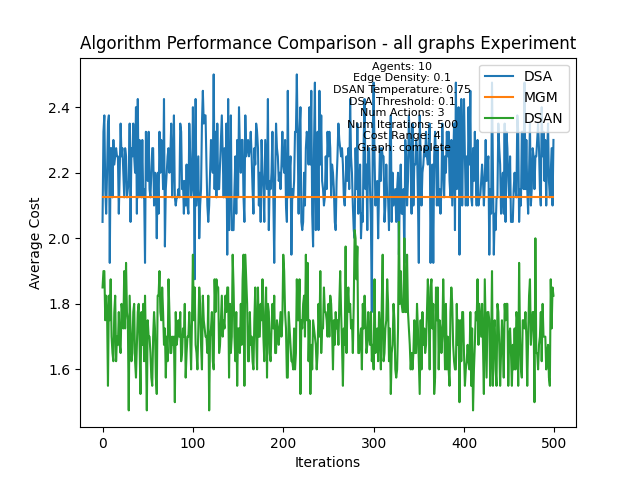 Algorithm Performance Comparison - all graphs Experiment
Agents: 10
Edge Density: 0.1
DSAN Temperature: 0.75
DSA Threshold: 0.1
Num Actions: 3
Num Iterations: 500
Cost Range: 4
Graph: complete
DSA
MGM
DSAN
Average Cost
2.4
2.2
2.0
1.8
1.6
0
100
200
300
400
500
Iterations